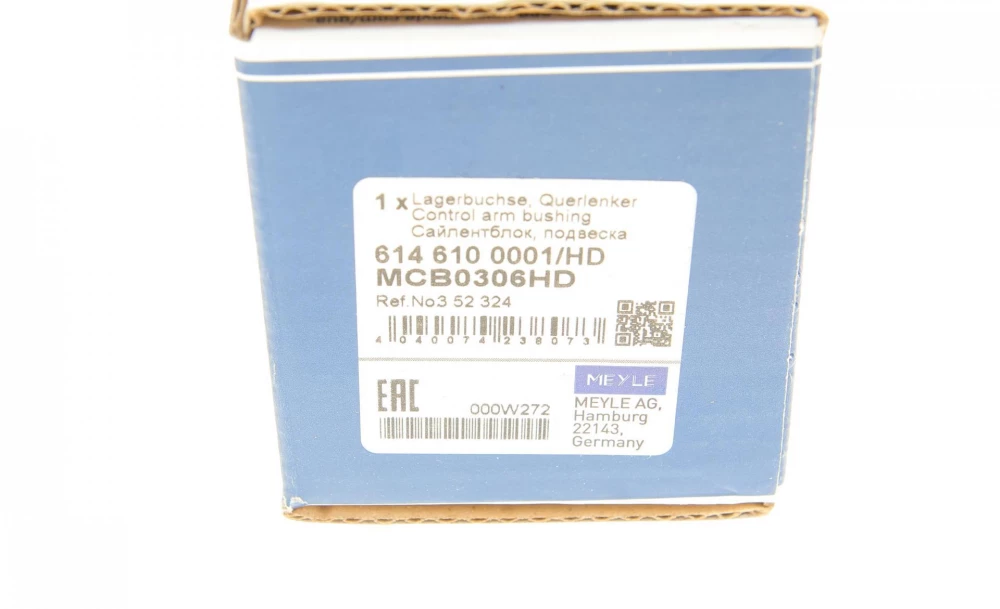 1 x Lagerbuchse, Querlenker
Control arm bushing
Сайлентблок, подвеска
614 610 0001/HD
MCB0306HD
Ref.No3 52 324
4 040074 238073
EAC
000W272
MEYLE
MEYLE AG,
Hamburg
22143,
Germany